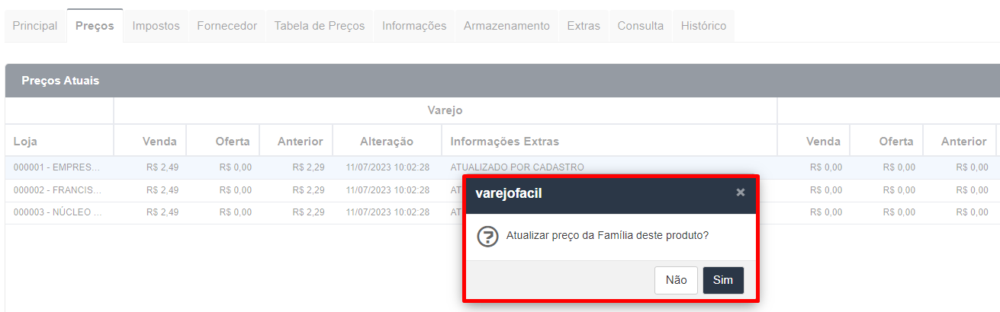 Principal Preços Impostos Fornecedor Tabela de Preços Informações Armazenamento Extras Consulta Histórico
Preços Atuais
Varejo
Loja Venda Oferta Anterior Alteração Informações Extras Venda Oferta Anterior
000001 - EMPRES... R$ 2,49 R$ 0,00 R$ 2,29 11/07/2023 10:02:28 ATUALIZADO POR CADASTRO R$ 0,00 R$ 0,00 R$ 0,00
000002 - FRANCIS... R$ 2,49 R$ 0,00 R$ 2,29 11/07/2023 10:02:28 AT R$ 0,00 R$ 0,00 R$ 0,00
000003 - NÚCLEO ... R$ 2,49 R$ 0,00 R$ 2,29 11/07/2023 10:02:28 AT R$ 0,00 R$ 0,00 R$ 0,00
varejofacil ×
Atualizar preço da Família deste produto?
Não Sim